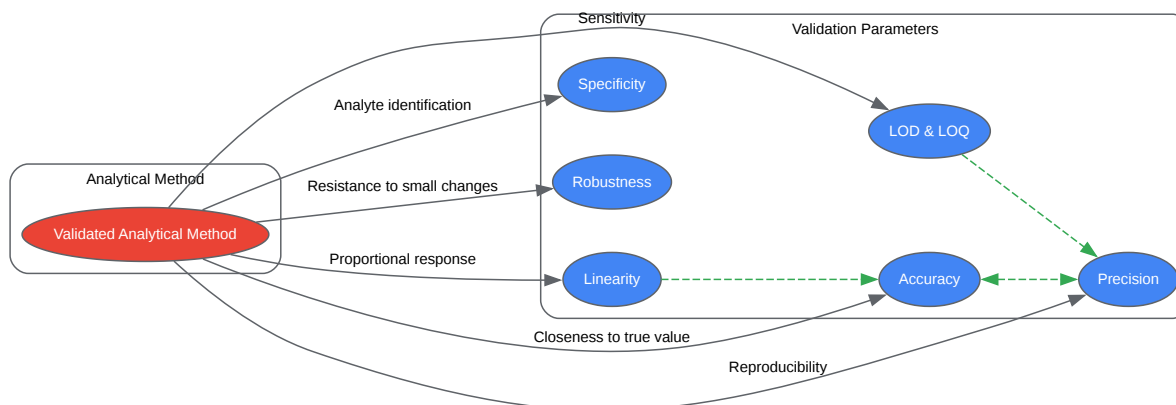 Sensitivity
Validation Parameters
Specificity
Analyte identification
LOD & LOQ
Analytical Method
Resistance to small changes
Robustness
Validated Analytical Method
Proportional response
Linearity
Accuracy
Precision
Closeness to true value
Reproducibility